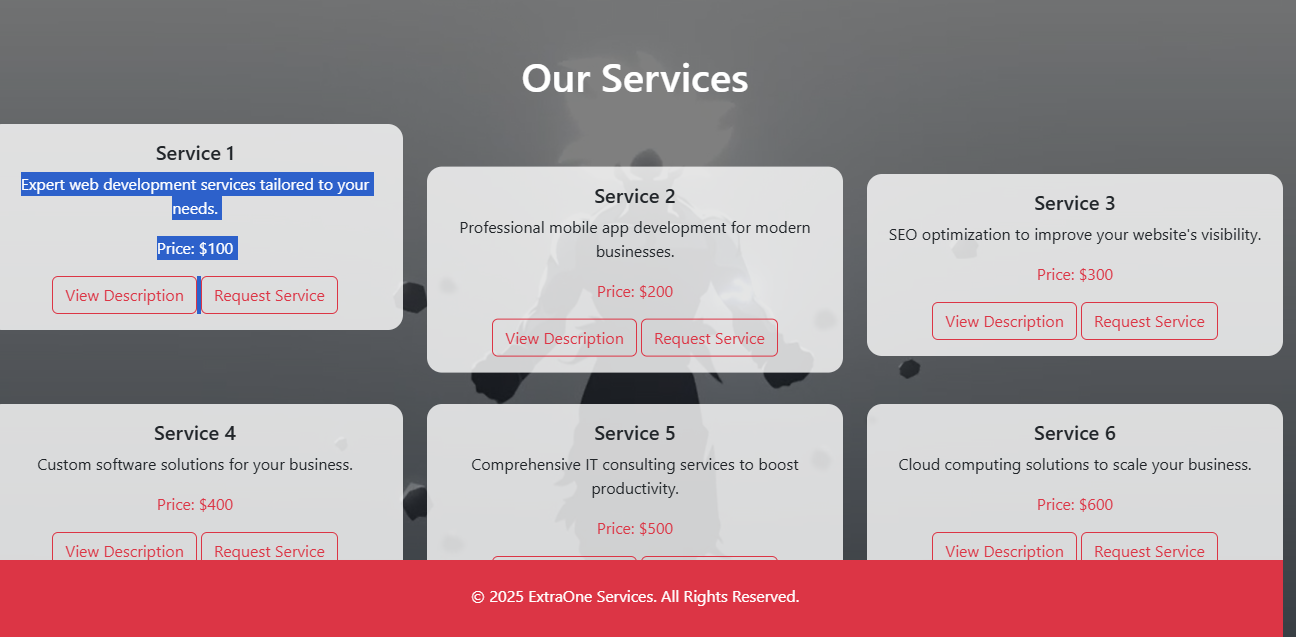 Our Services
Service 1
Expert web development services tailored to your
needs.
Price: $100
View Description
Request Service
Service 2
Professional mobile app development for modern
businesses.
Price: $200
View Description
Request Service
Service 3
SEO optimization to improve your website's visibility.
Price: $300
View Description
Request Service
Service 4
Custom software solutions for your business.
Price: $400
View Description
Request Service
Service 5
Comprehensive IT consulting services to boost
productivity.
Price: $500
Service 6
Cloud computing solutions to scale your business.
Price: $600
View Description
Request Service
© 2025 ExtraOne Services. All Rights Reserved.